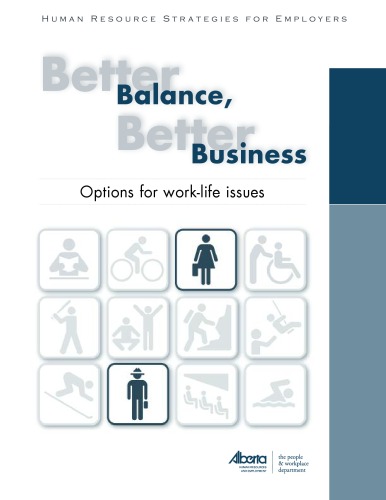 HUMAN RESOURCE STRATEGIES FOR EMPLOYERS
Better
Balance,
Better
Business
Options for work-life issues
Alberta
HUMAN RESOURCES
AND EMPLOYMENT
the people
& workplace
department